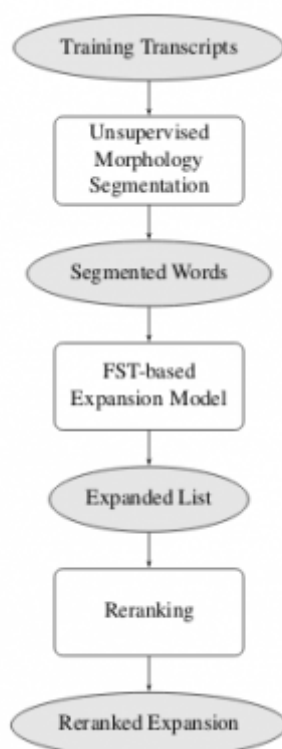 Training Transcripts
Unsupervised
Morphology
Segmentation
Segmented Words
FST-based
Expansion Model
Expanded List
Reranking
Reranked Expansion